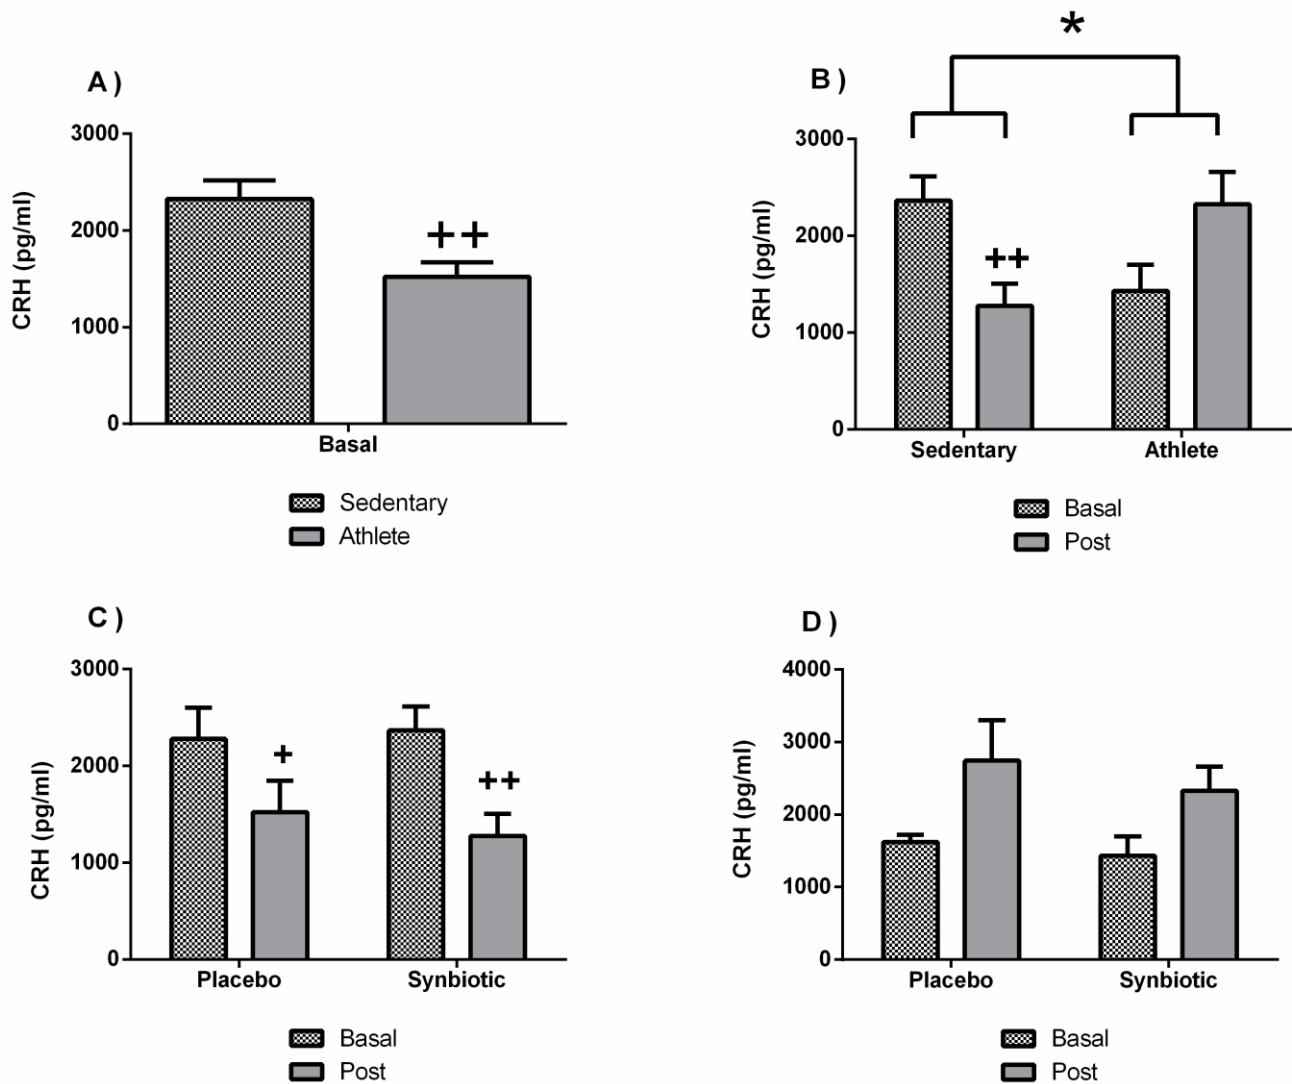 A )
3000
2000
1000
0
CRH (pg/ml)
++
Basal
Sedentary
Athlete
B )
*
3000
2000
1000
0
CRH (pg/ml)
++
Sedentary
Athlete
Basal
Post
C )
3000
2000
1000
0
CRH (pg/ml)
+
++
Placebo
Synbiotic
Basal
Post
D )
4000
3000
2000
1000
0
CRH (pg/ml)
Placebo
Synbiotic
Basal
Post